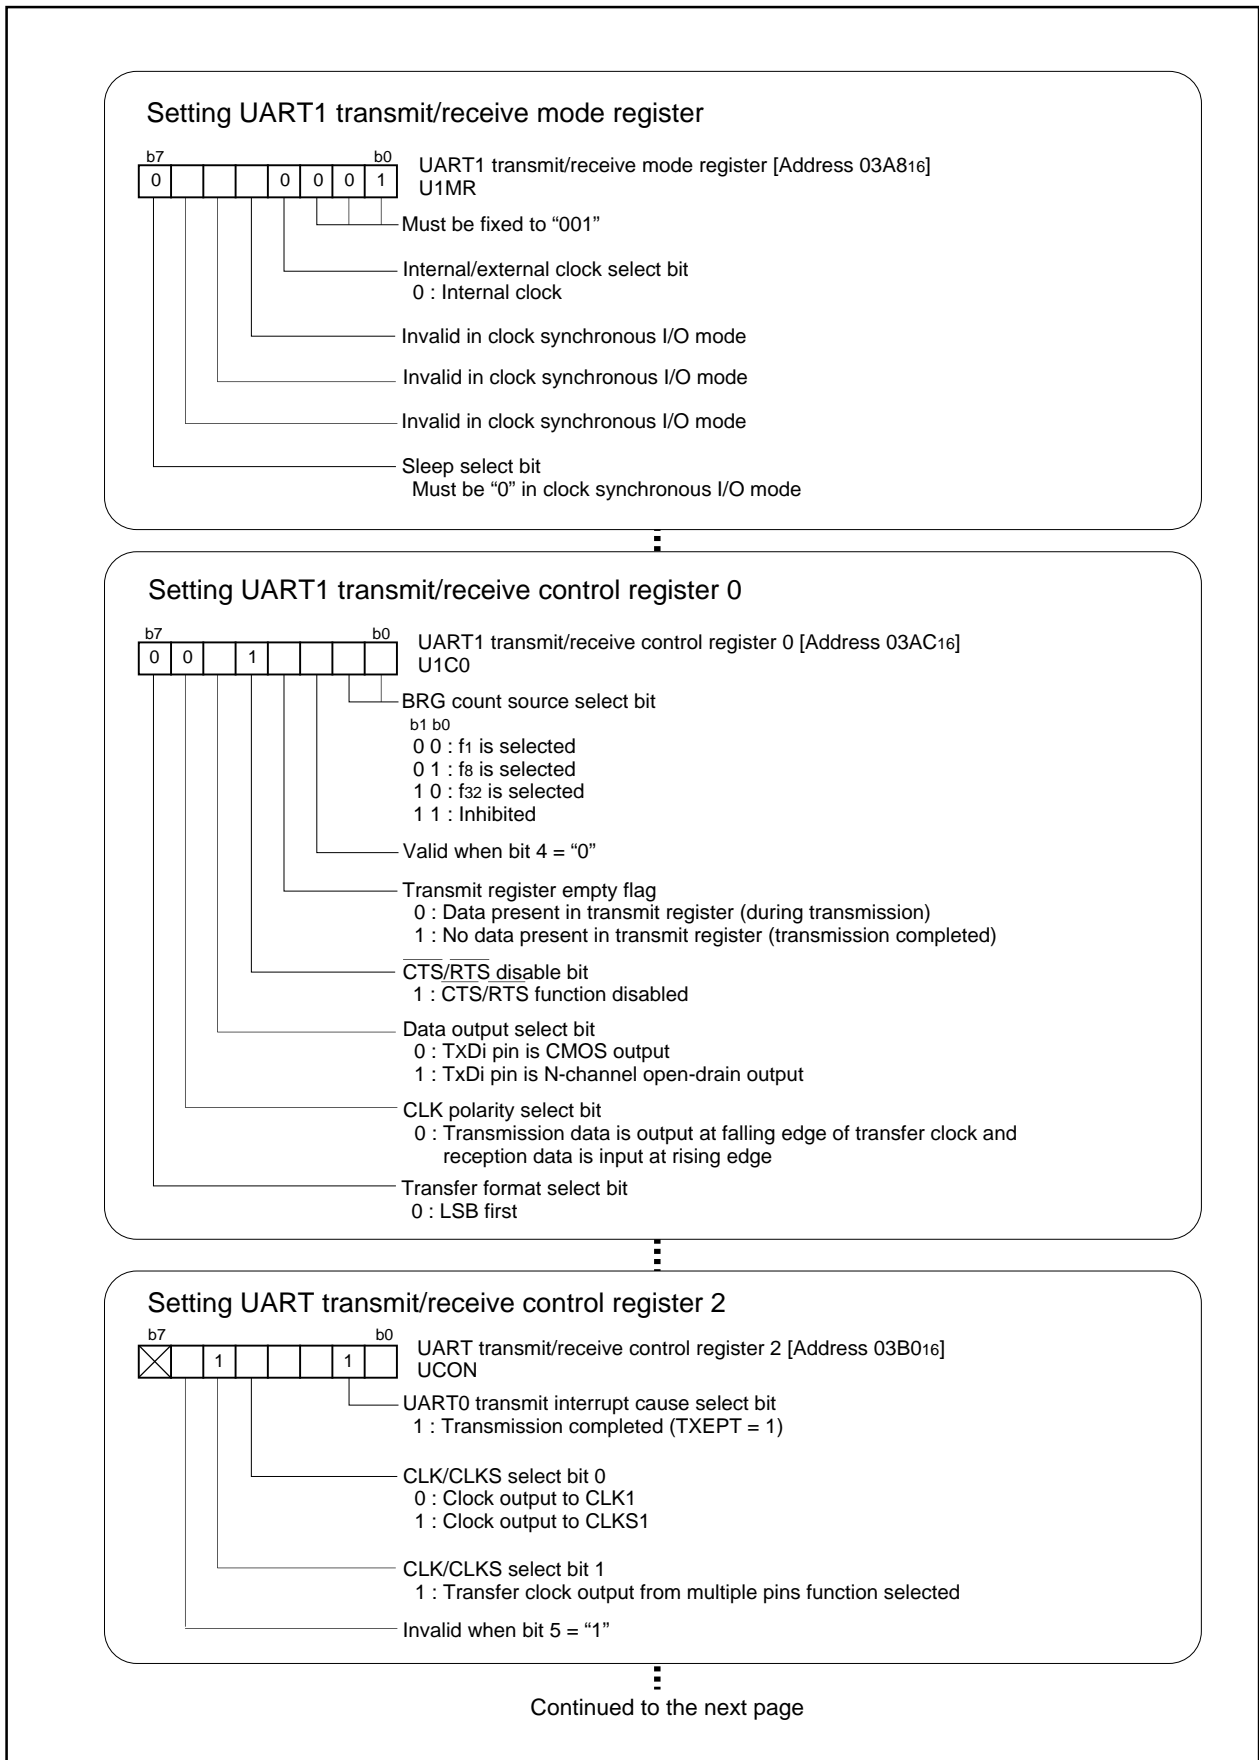 Setting UART1 transmit/receive mode register
b7 b0
0 0 0 0 1
UART1 transmit/receive mode register [Address 03A816]
U1MR
Must be fixed to “001”
Internal/external clock select bit
0 : Internal clock
Invalid in clock synchronous I/O mode
Invalid in clock synchronous I/O mode
Invalid in clock synchronous I/O mode
Sleep select bit
Must be “0” in clock synchronous I/O mode
Setting UART1 transmit/receive control register 0
b7 b0
0 0 1
UART1 transmit/receive control register 0 [Address 03AC16]
U1C0
BRG count source select bit
b1 b0
0 0 : f1 is selected
0 1 : f8 is selected
1 0 : f32 is selected
1 1 : Inhibited
Valid when bit 4 = “0”
Transmit register empty flag
0 : Data present in transmit register (during transmission)
1 : No data present in transmit register (transmission completed)
CTS/RTS disable bit
1 : CTS/RTS function disabled
Data output select bit
0 : TXDi pin is CMOS output
1 : TxDi pin is N-channel open-drain output
CLK polarity select bit
0 : Transmission data is output at falling edge of transfer clock and
reception data is input at rising edge
Transfer format select bit
0 : LSB first
Setting UART transmit/receive control register 2
b7 b0
1 1
UART transmit/receive control register 2 [Address 03B016]
UCON
UART0 transmit interrupt cause select bit
1 : Transmission completed (TXEPT = 1)
CLK/CLKS select bit 0
0 : Clock output to CLK1
1 : Clock output to CLKS1
CLK/CLKS select bit 1
1 : Transfer clock output from multiple pins function selected
Invalid when bit 5 = “1”
Continued to the next page